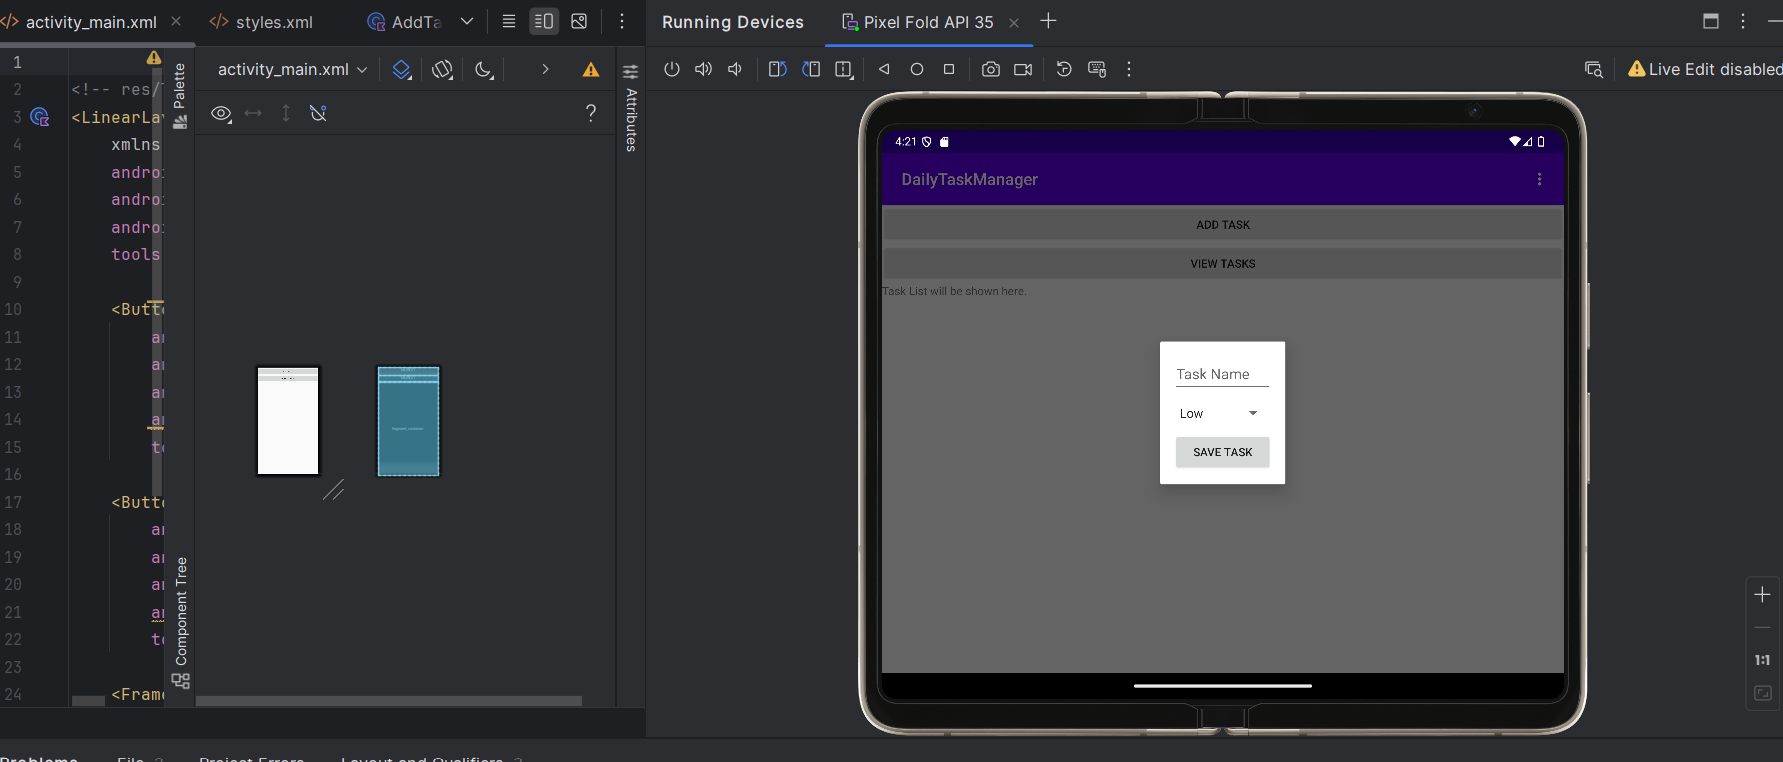 activity_main.xml
styles.xml
AddTa
Running Devices
Pixel Fold API 35
activity_main.xml
Live Edit disabled
Palette
Attributes
Component Tree
1
2 <!-- res/
3 <LinearLa
4 xmlns
5 andro
6 andro
7 andro
8 tools
9
10 <Butt
11 a
12 a
13 a
14 a
15 t
16
17 <Butt
18 a
19 a
20 a
21 a
22 t
23
24 <Fram
?
4:21
DailyTaskManager
ADD TASK
VIEW TASKS
Task List will be shown here.
Task Name
Low
SAVE TASK
1:1
Problems
File
Project Errors
Layout and Qualifiers